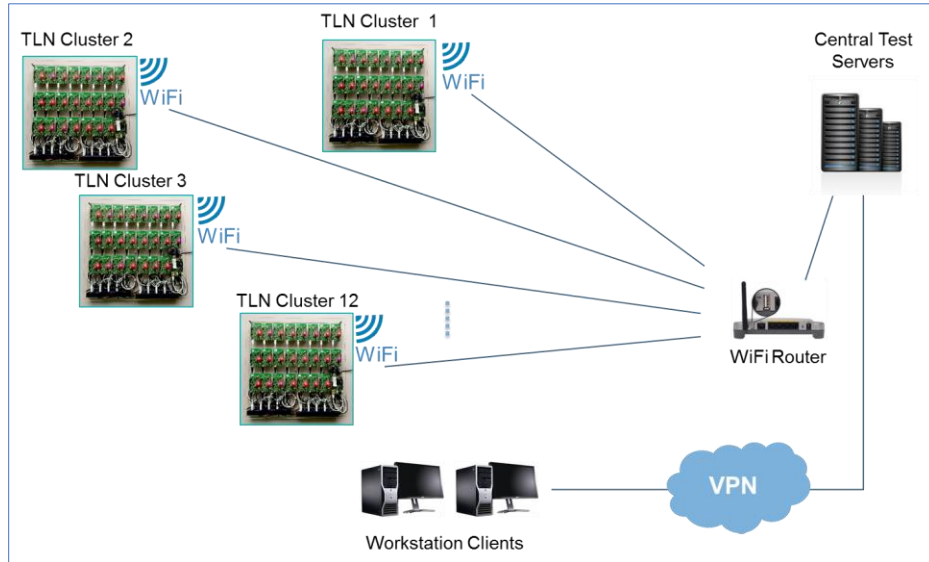 TLN Cluster 1
TLN Cluster 2
Central Test
Servers
WiFi
WiFi
TLN Cluster 3
WiFi
TLN Cluster 12
WiFi
WiFi Router
VPN
Workstation Clients